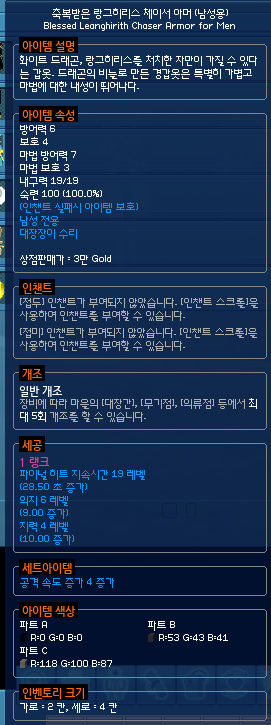 축복받은 랑그히리스 체이서 아머 (남성용)
Blessed Leanghirith Chaser Armor for Men
아이템 설명
화이트 드래곤, 랑그히리스를 처치한 자만이 가질 수 있다
는 갑옷. 드래곤의 비늘로 만든 경갑옷은 특별히 가볍고
마법에 대한 내성이 뛰어나다.
아이템 속성
방어력 6
보호 4
마법 방어력 7
마법 보호 3
내구력 19/19
숙련 100 (100.0%)
(인챈트 실패시 아이템 보호)
남성 전용
대장장이 수리
상점판매가 : 3만 Gold
인챈트
[접두] 인챈트가 부여되지 않았습니다. [인챈트 스크롤]을
사용하여 인챈트를 부여할 수 있습니다.
[접미] 인챈트가 부여되지 않았습니다. [인챈트 스크롤]을
사용하여 인챈트를 부여할 수 있습니다.
개조
일반 개조
장비에 따라 마을의 [대장간], [무기점], [의류점] 등에서 최
대 5회 개조를 할 수 있습니다.
세공
1 랭크
파이널 히트 지속시간 19 레벨
(28.50 초 증가)
의지 6 레벨
(9.00 증가)
지력 4 레벨
(10.00 증가)
세트아이템
공격 속도 증가 4 증가
아이템 색상
파트 A 파트 B
R:0 G:0 B:0 R:53 G:43 B:41
파트 C
R:118 G:100 B:87
인벤토리 크기
가로 : 2 칸, 세로 : 4 칸